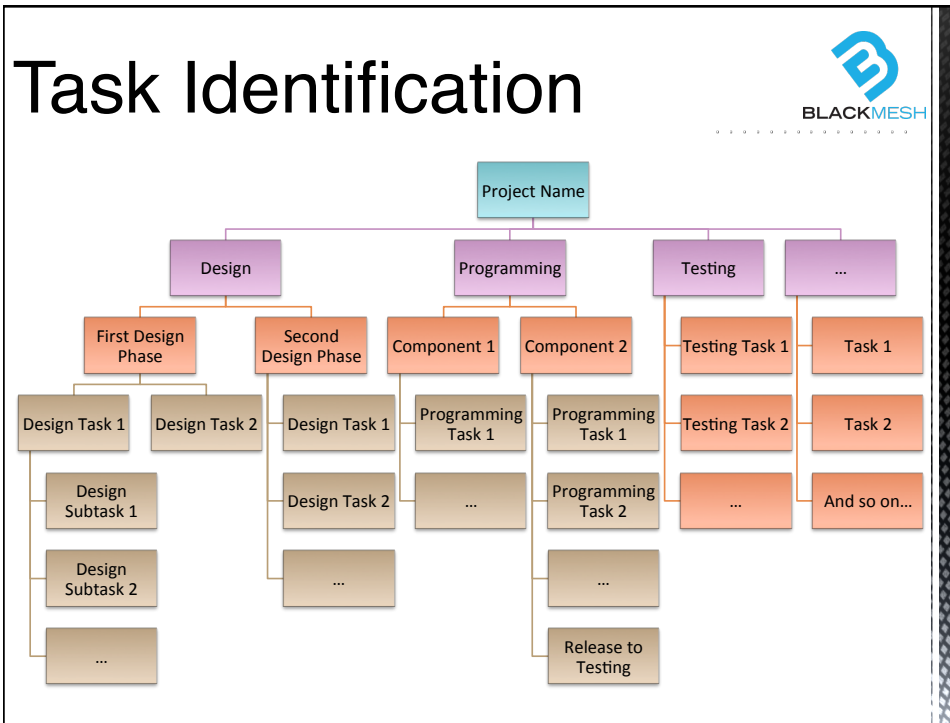 Task Identification
BLACKMESH
Project Name
Design
Programming
Testing
...
First Design
Phase
Second
Design Phase
Component 1
Component 2
Testing Task 1
Task 1
Design Task 1
Design Task 2
Design Task 1
Programming
Task 1
Programming
Task 1
Testing Task 2
Task 2
Design
Subtask 1
Design Task 2
...
Programming
Task 2
...
And so on...
Design
Subtask 2
...
...
...
Release to
Testing